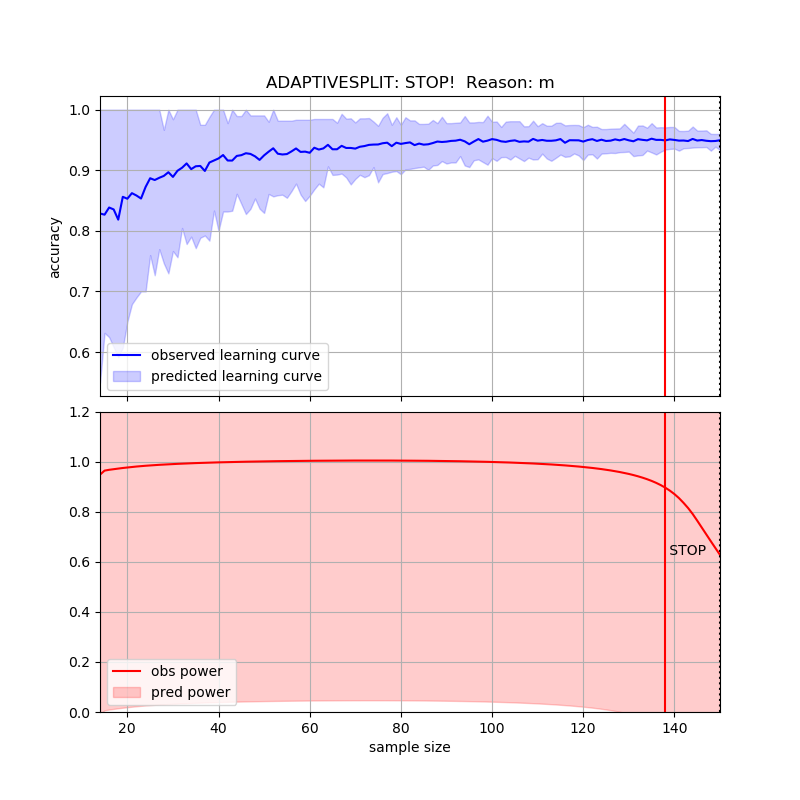 ADAPTIVESPLIT: STOP!  Reason: m
1.0
0.9
0.8
0.7
0.6
accuracy
observed learning curve
predicted learning curve
1.2
1.0
0.8
0.6
0.4
0.2
0.0
STOP
obs power
pred power
20 40 60 80 100 120 140
sample size